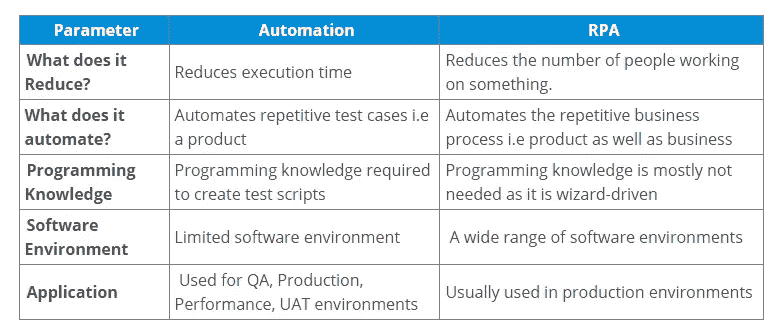 Parameter Automation RPA
What does it Reduce? Reduces execution time Reduces the number of people working on something.
What does it automate? Automates repetitive test cases i.e a product Automates the repetitive business process i.e product as well as business
Programming Knowledge Programming knowledge required to create test scripts Programming knowledge is mostly not needed as it is wizard-driven
Software Environment Limited software environment A wide range of software environments
Application Used for QA, Production, Performance, UAT environments Usually used in production environments